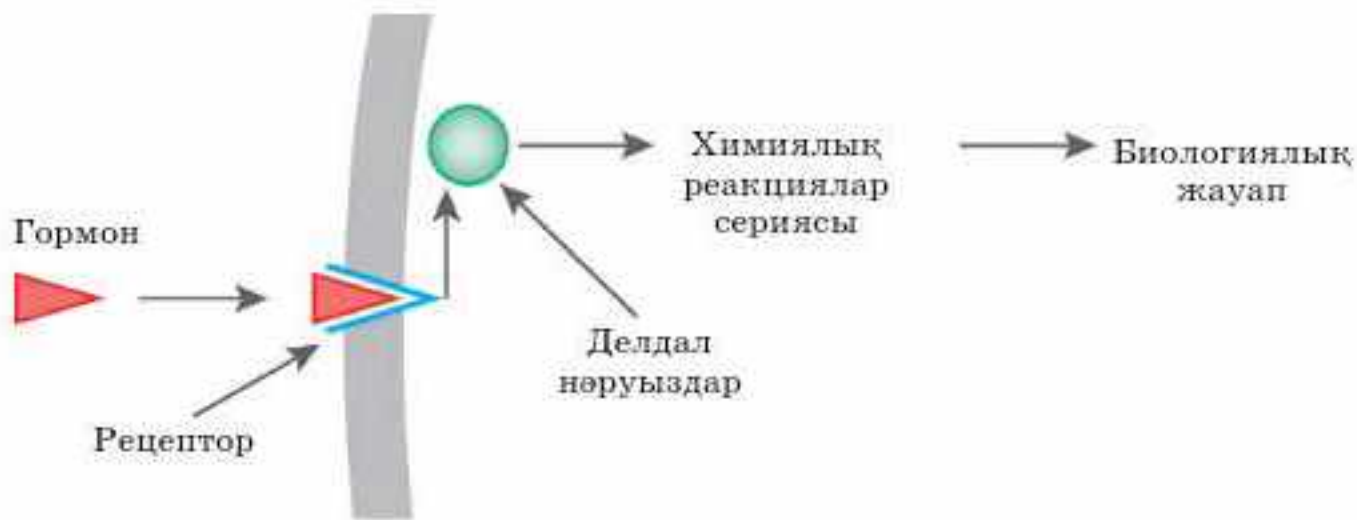 Гормон
Рецептор
Делдал
нәруыздар
Химиялық
реакциялар
сериясы
Биологиялық
жауап